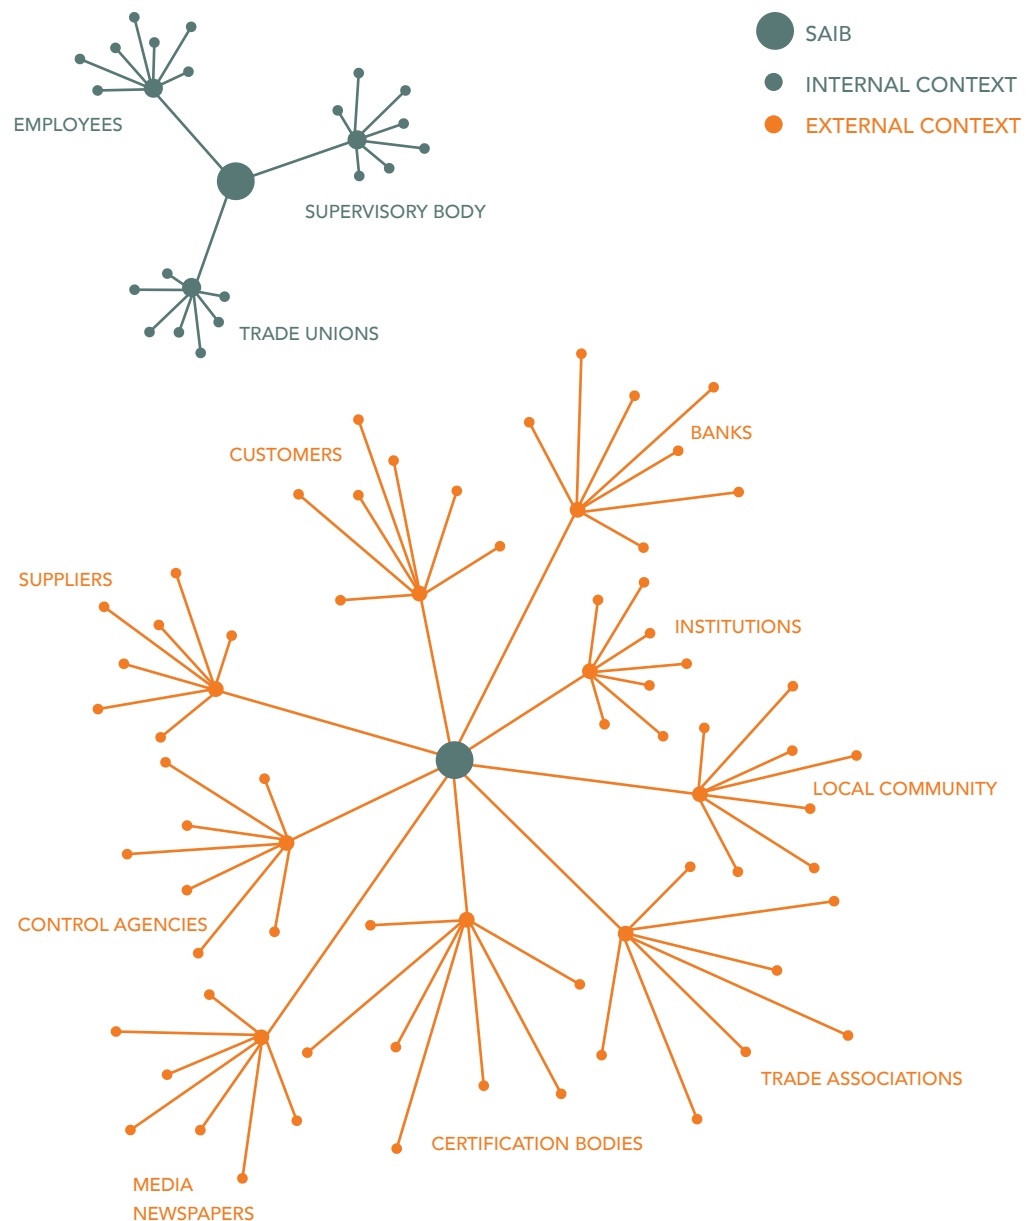 SAIB
INTERNAL CONTEXT
EXTERNAL CONTEXT
EMPLOYEES
SUPERVISORY BODY
TRADE UNIONS
BANKS
CUSTOMERS
SUPPLIERS
INSTITUTIONS
LOCAL COMMUNITY
CONTROL AGENCIES
TRADE ASSOCIATIONS
CERTIFICATION BODIES
MEDIA
NEWSPAPERS